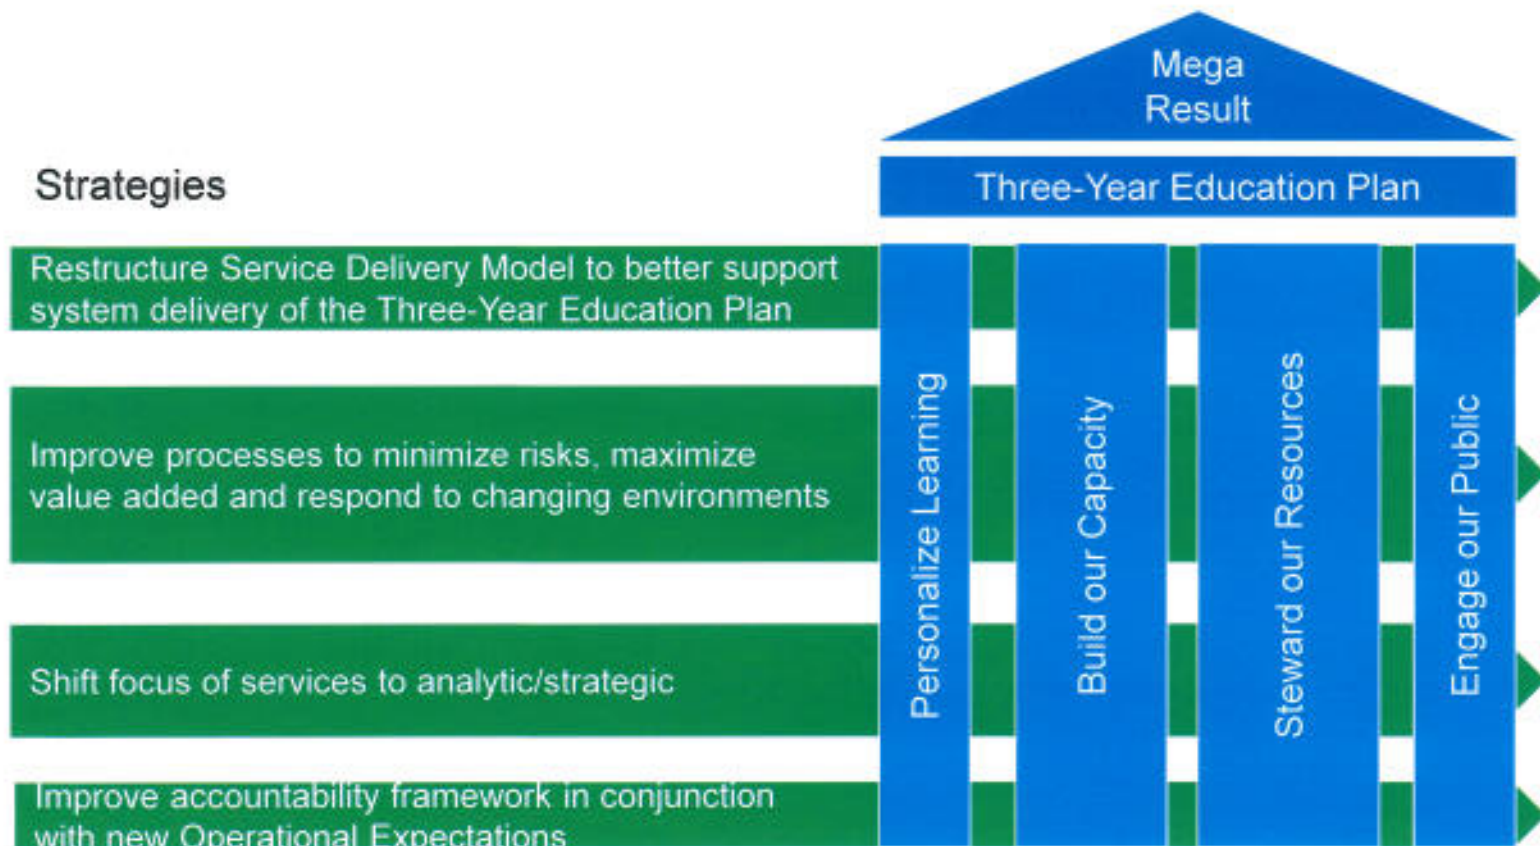 Mega
Result
Three-Year Education Plan
Strategies
Restructure Service Delivery Model to better support
system delivery of the Three-Year Education Plan
Improve processes to minimize risks, maximize
value added and respond to changing environments
Shift focus of services to analytic/strategic
Improve accountability framework in conjunction
with new Operational Expectations
Personalize Learning
Build our Capacity
Steward our Resources
Engage our Public